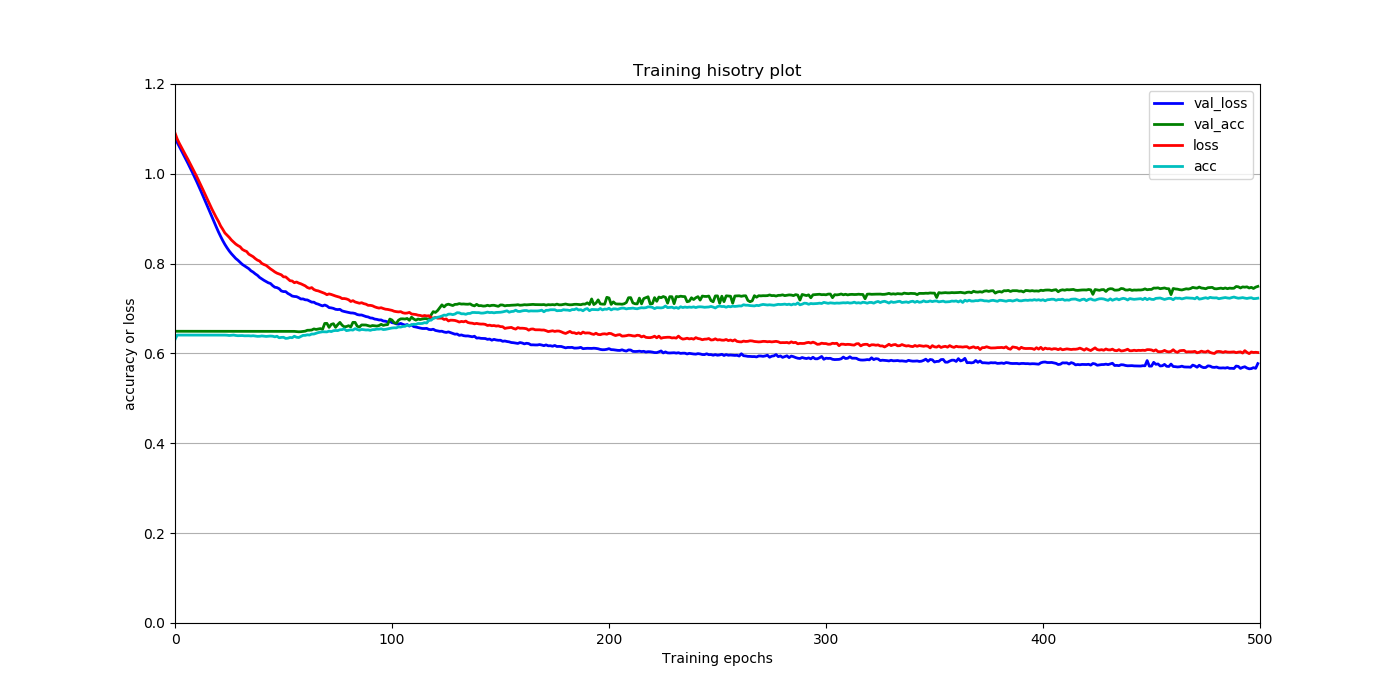 Training hisotry plot
1.2
1.0
0.8
0.6
0.4
0.2
0.0
accuracy or loss
val_loss
val_acc
loss
acc
0 100 200 300 400 500
Training epochs